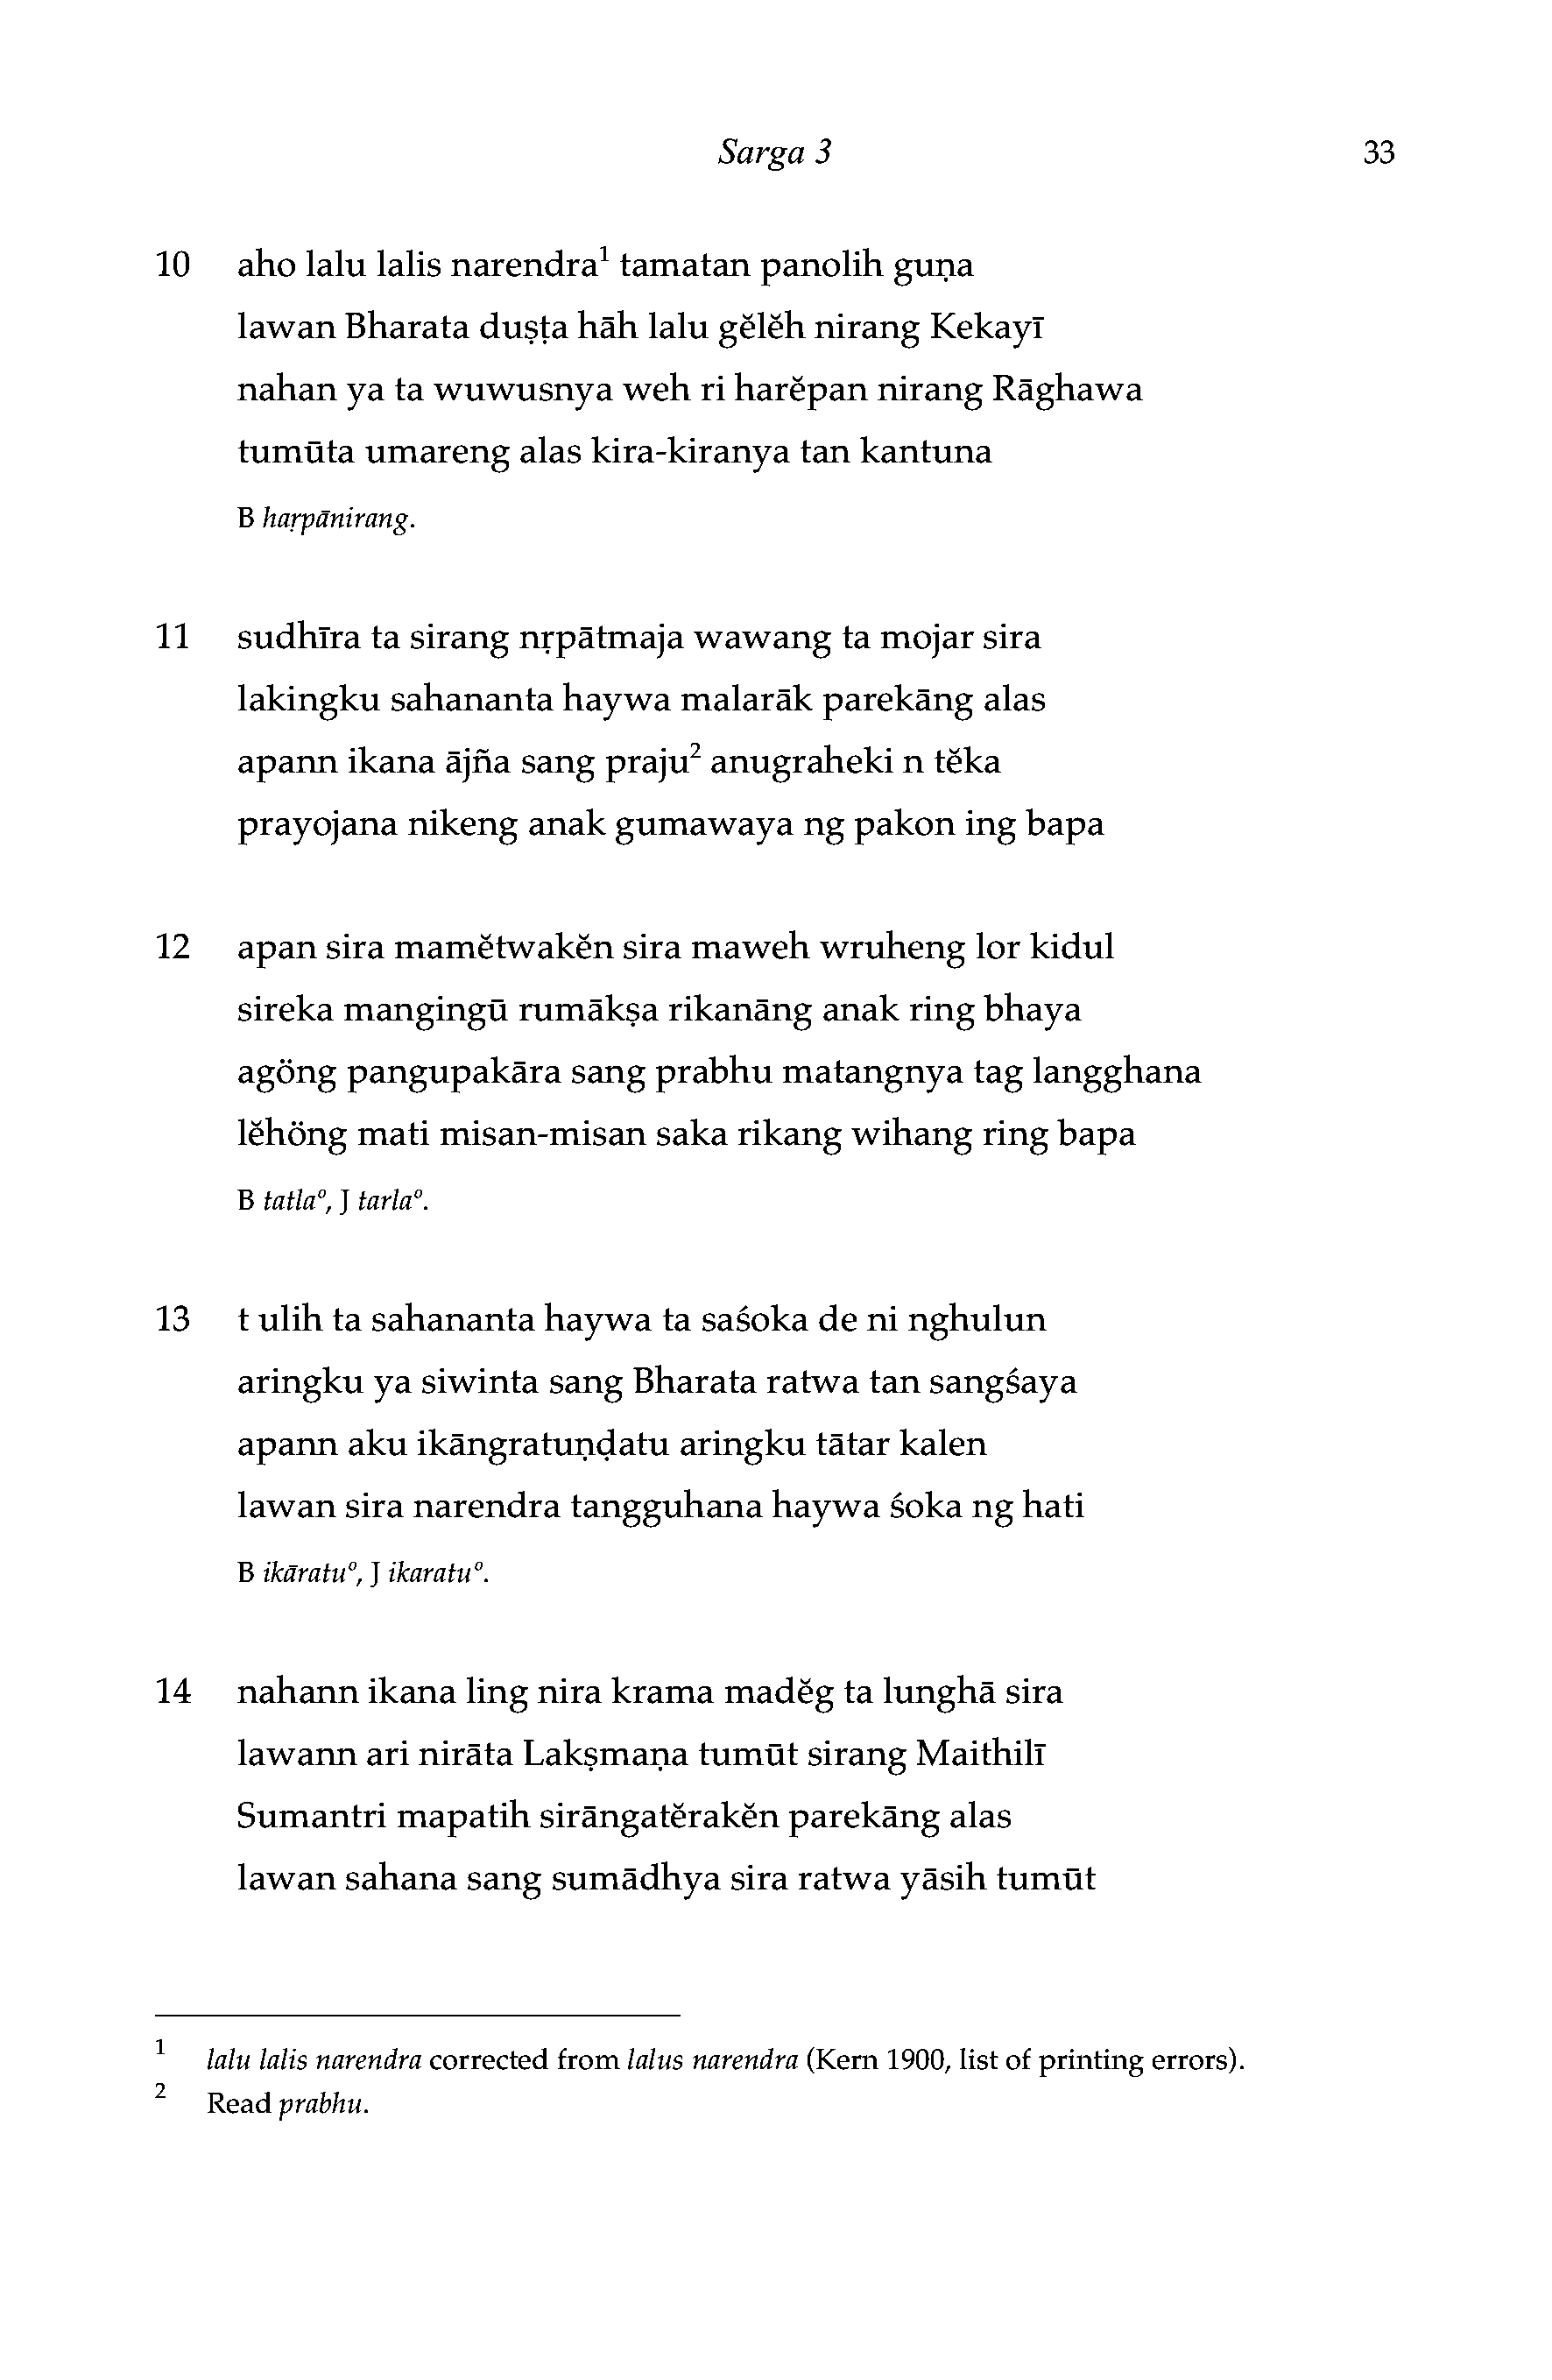 Sarga 3 33
10 aho lalu lalis narendra¹ tamatan panolih guṇa
lawan Bharata duṣṭa hāh lalu gĕlĕh nirang Kekayī
nahan ya ta wuwusnya weh ri harĕpan nirang Rāghawa
tumūta umareng alas kira-kiranya tan kantuna
B haṛpānirang.
11 sudhīra ta sirang nṛpātmaja wawang ta mojar sira
lakingku sahananta haywa malarāk parekāng alas
apann ikana ājña sang praju² anugraheki n tĕka
prayojana nikeng anak gumawaya ng pakon ing bapa
12 apan sira mamĕtwakĕn sira maweh wruheng lor kidul
sireka mangingū rumākṣa rikanāng anak ring bhaya
agöng pangupakāra sang prabhu matangnya tag langghana
lĕhöng mati misan-misan saka rikang wihang ring bapa
B tatlaº, J tarlaº.
13 t ulih ta sahananta haywa ta saśoka de ni nghulun
aringku ya siwinta sang Bharata ratwa tan sangśaya
apann aku ikāngratuṇḍatu aringku tātar kalen
lawan sira narendra tangguhana haywa śoka ng hati
B ikāratuº, J ikaratuº.
14 nahann ikana ling nira krama madĕg ta lunghā sira
lawann ari nirāta Lakṣmaṇa tumūt sirang Maithilī
Sumantri mapatih sirāngatĕrakĕn parekāng alas
lawan sahana sang sumādhya sira ratwa yāsih tumūt
1 lalu lalis narendra corrected from lalus narendra (Kern 1900, list of printing errors).
2 Read prabhu.